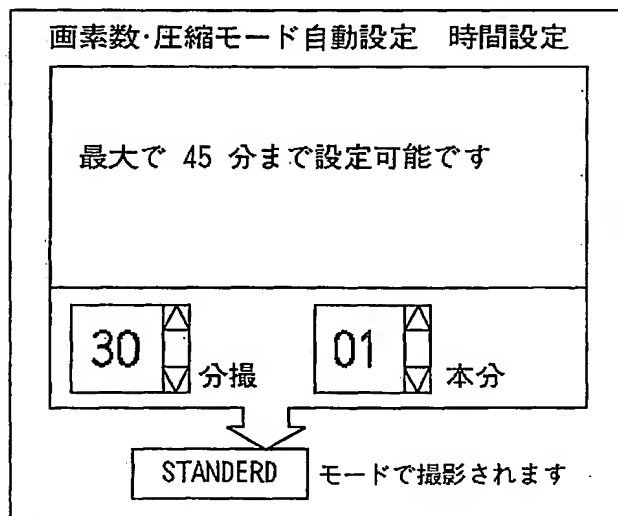 画素数·圧縮モード自動設定　時間設定
最大で 45 分まで設定可能です
30 分撮 01 本分
STANDERD モードで撮影されます